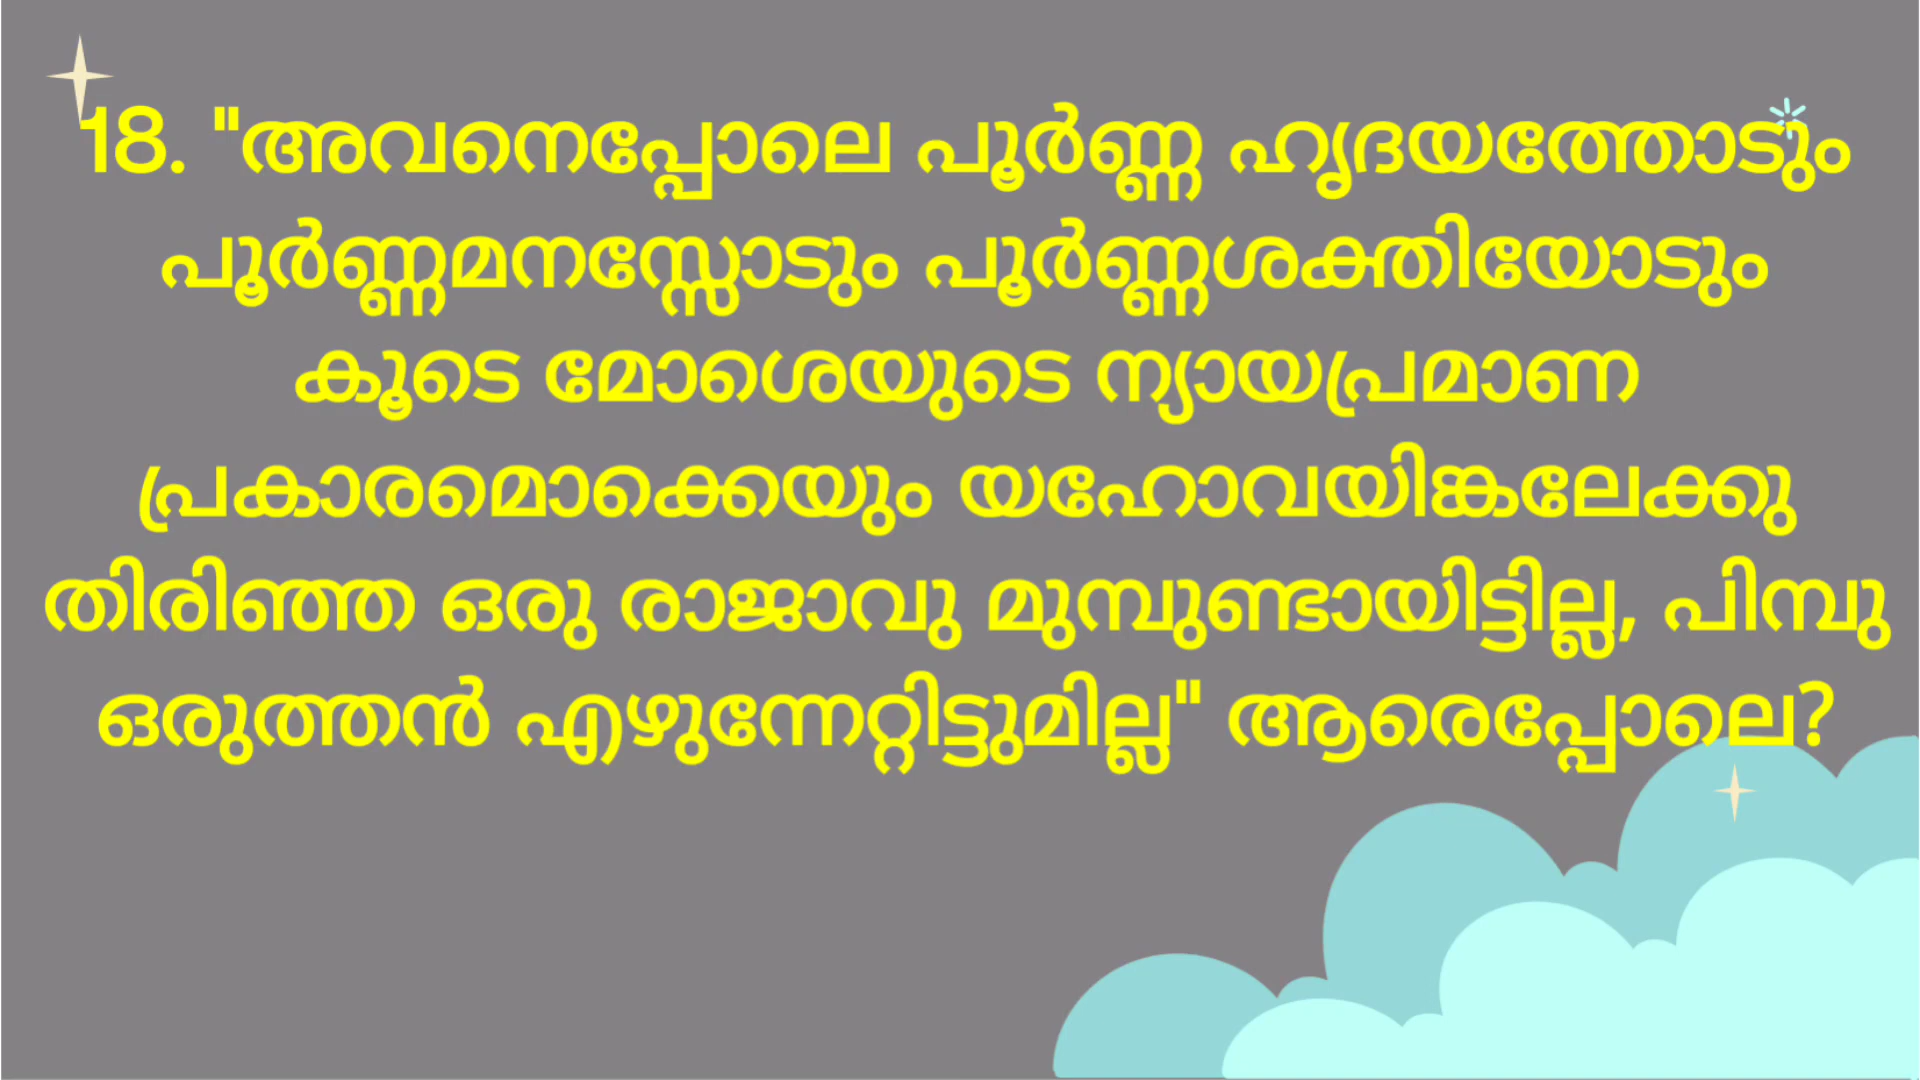 18. "അവനെപ്പോലെ പൂർണ്ണ ഹൃദയത്തോടും
പൂർണ്ണമനസ്സോടും പൂർണ്ണശക്തിയോടും
കൂടെ മോശെയുടെ ന്യായപ്രമാണ
പ്രകാരമൊക്കെയും യഹോവയിങ്കലേക്കു
തിരിഞ്ഞ ഒരു രാജാവു മുമ്പുണ്ടായിട്ടില്ല, പിമ്പു
ഒരുത്തൻ എഴുന്നേറ്റിട്ടുമില്ല" ആരെപ്പോലെ?